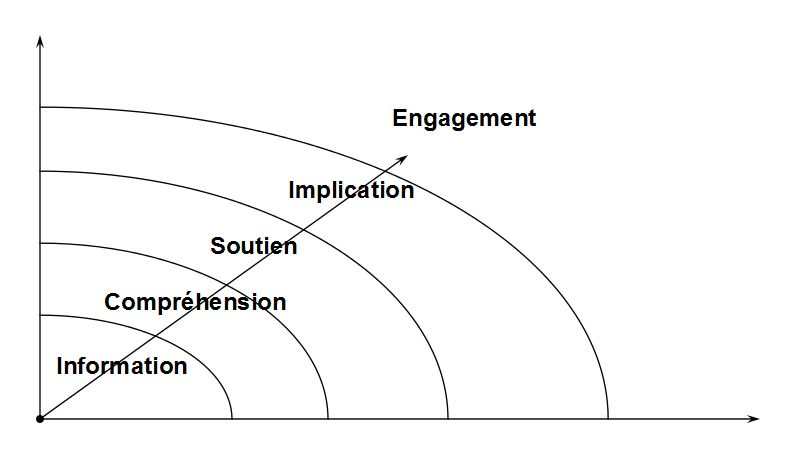 Engagement
Implication
Soutien
Compréhension
Information